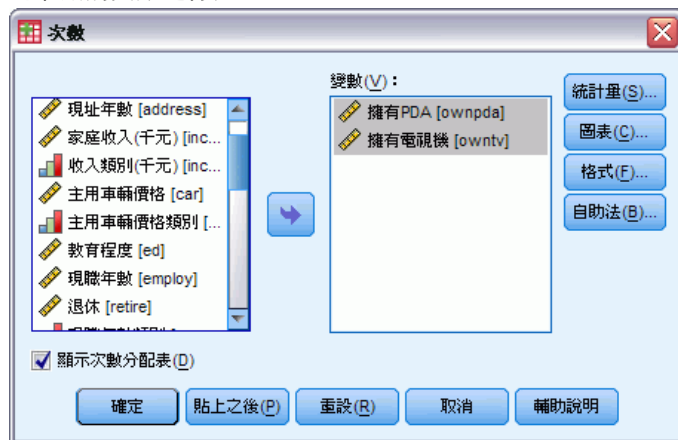 次數
變數(V)：
現址年數 [address]
家庭收入(千元) [inc...
收入類別(千元) [inc...
主用車輛價格 [car]
主用車輛價格類別 [...
教育程度 [ed]
現職年數 [employ]
退休 [retire]
擁有PDA [ownpda]
擁有電視機 [owntv]
統計量(S)...
圖表(C)...
格式(F)...
自助法(B)...
顯示次數分配表(D)
確定
貼上之後(P)
重設(R)
取消
輔助說明